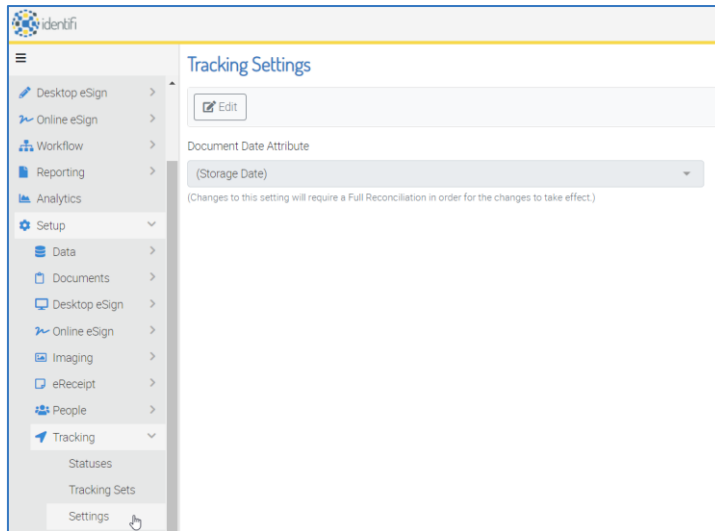 identifi
Desktop eSign
Online eSign
Workflow
Reporting
Analytics
Setup
Data
Documents
Desktop eSign
Online eSign
Imaging
eReceipt
People
Tracking
Statuses
Tracking Sets
Settings
Tracking Settings
Edit
Document Date Attribute
(Storage Date)
(Changes to this setting will require a Full Reconciliation in order for the changes to take effect.)